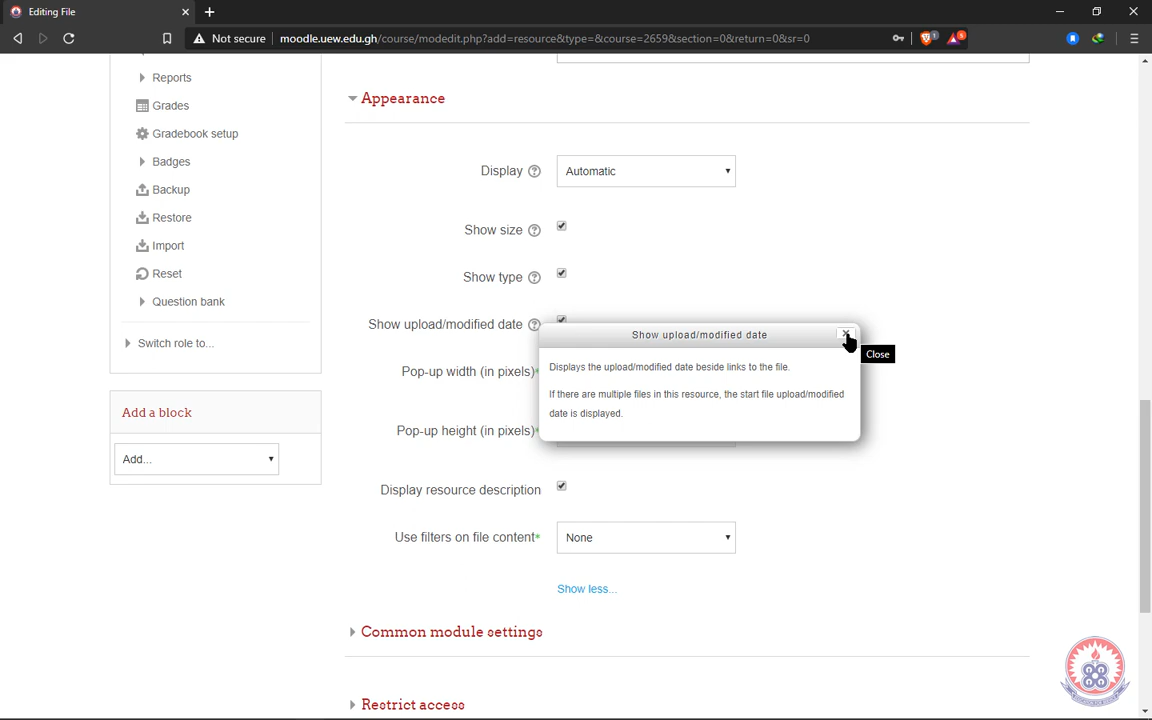 Editing File
Not secure | moodle.uew.edu.gh/course/modedit.php?add=resource&type=&course=2659&section=0&return=0&sr=0
1
5
Reports
Grades
Gradebook setup
Badges
Backup
Restore
Import
Reset
Question bank
Switch role to...
Add a block
Add...
Appearance
Display
Automatic
Show size
Show type
Show upload/modified date
Show upload/modified date
Close
Displays the upload/modified date beside links to the file.
If there are multiple files in this resource, the start file upload/modified
date is displayed.
Pop-up width (in pixels)*
Pop-up height (in pixels)*
Display resource description
Use filters on file content*
None
Show less...
Common module settings
Restrict access